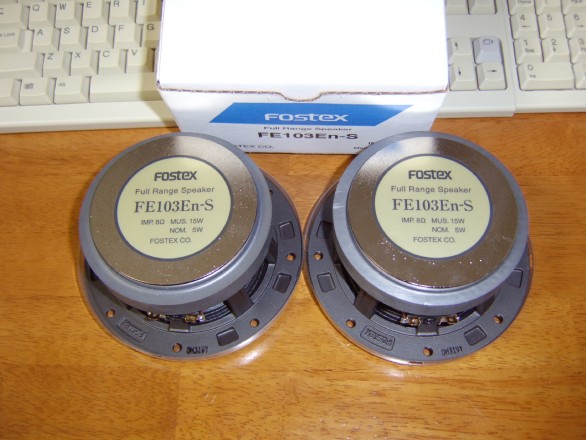 FOSTEX
Full Range Speaker
FE103En-S
FOSTEX
Full Range Speaker
FE103En-S
IMP. 8Ω MUS. 15W
NOM. 5W
FOSTEX CO.
FOSTEX
Full Range Speaker
FE103En-S
IMP. 8Ω MUS. 15W
NOM. 5W
FOSTEX CO.